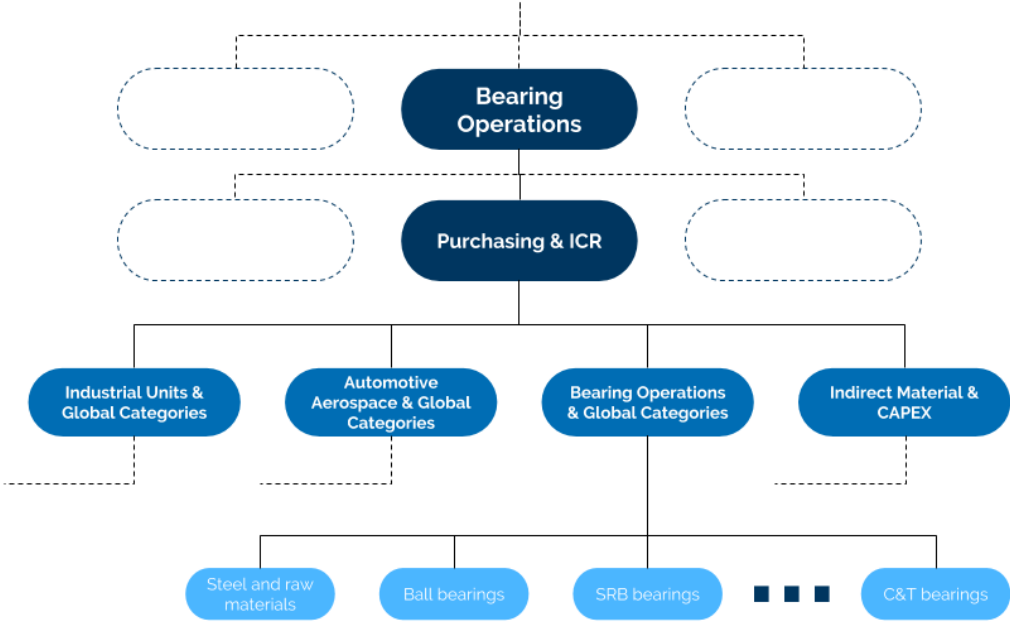 Bearing
Operations
Purchasing & ICR
Industrial Units &
Global Categories
Automotive
Aerospace & Global
Categories
Bearing Operations
& Global Categories
Indirect Material &
CAPEX
Steel and raw
materials
Ball bearings
SRB bearings
C&T bearings